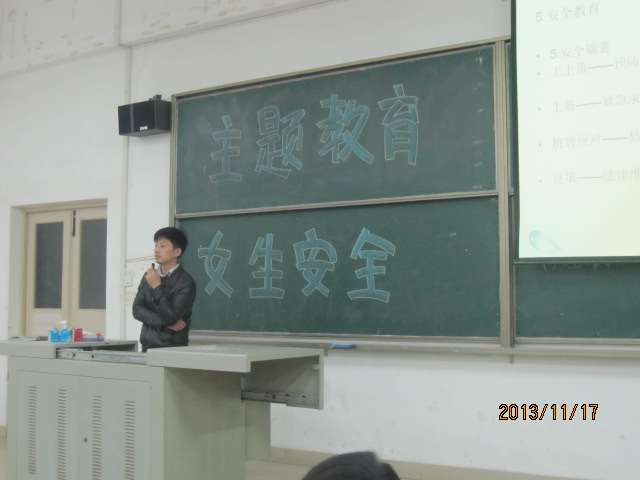 主题教育
女生安全
5.安全教育
5.安全锦囊
上上策——预防
上册——紧急求
机智应对——
良策——法律
2013/11/17